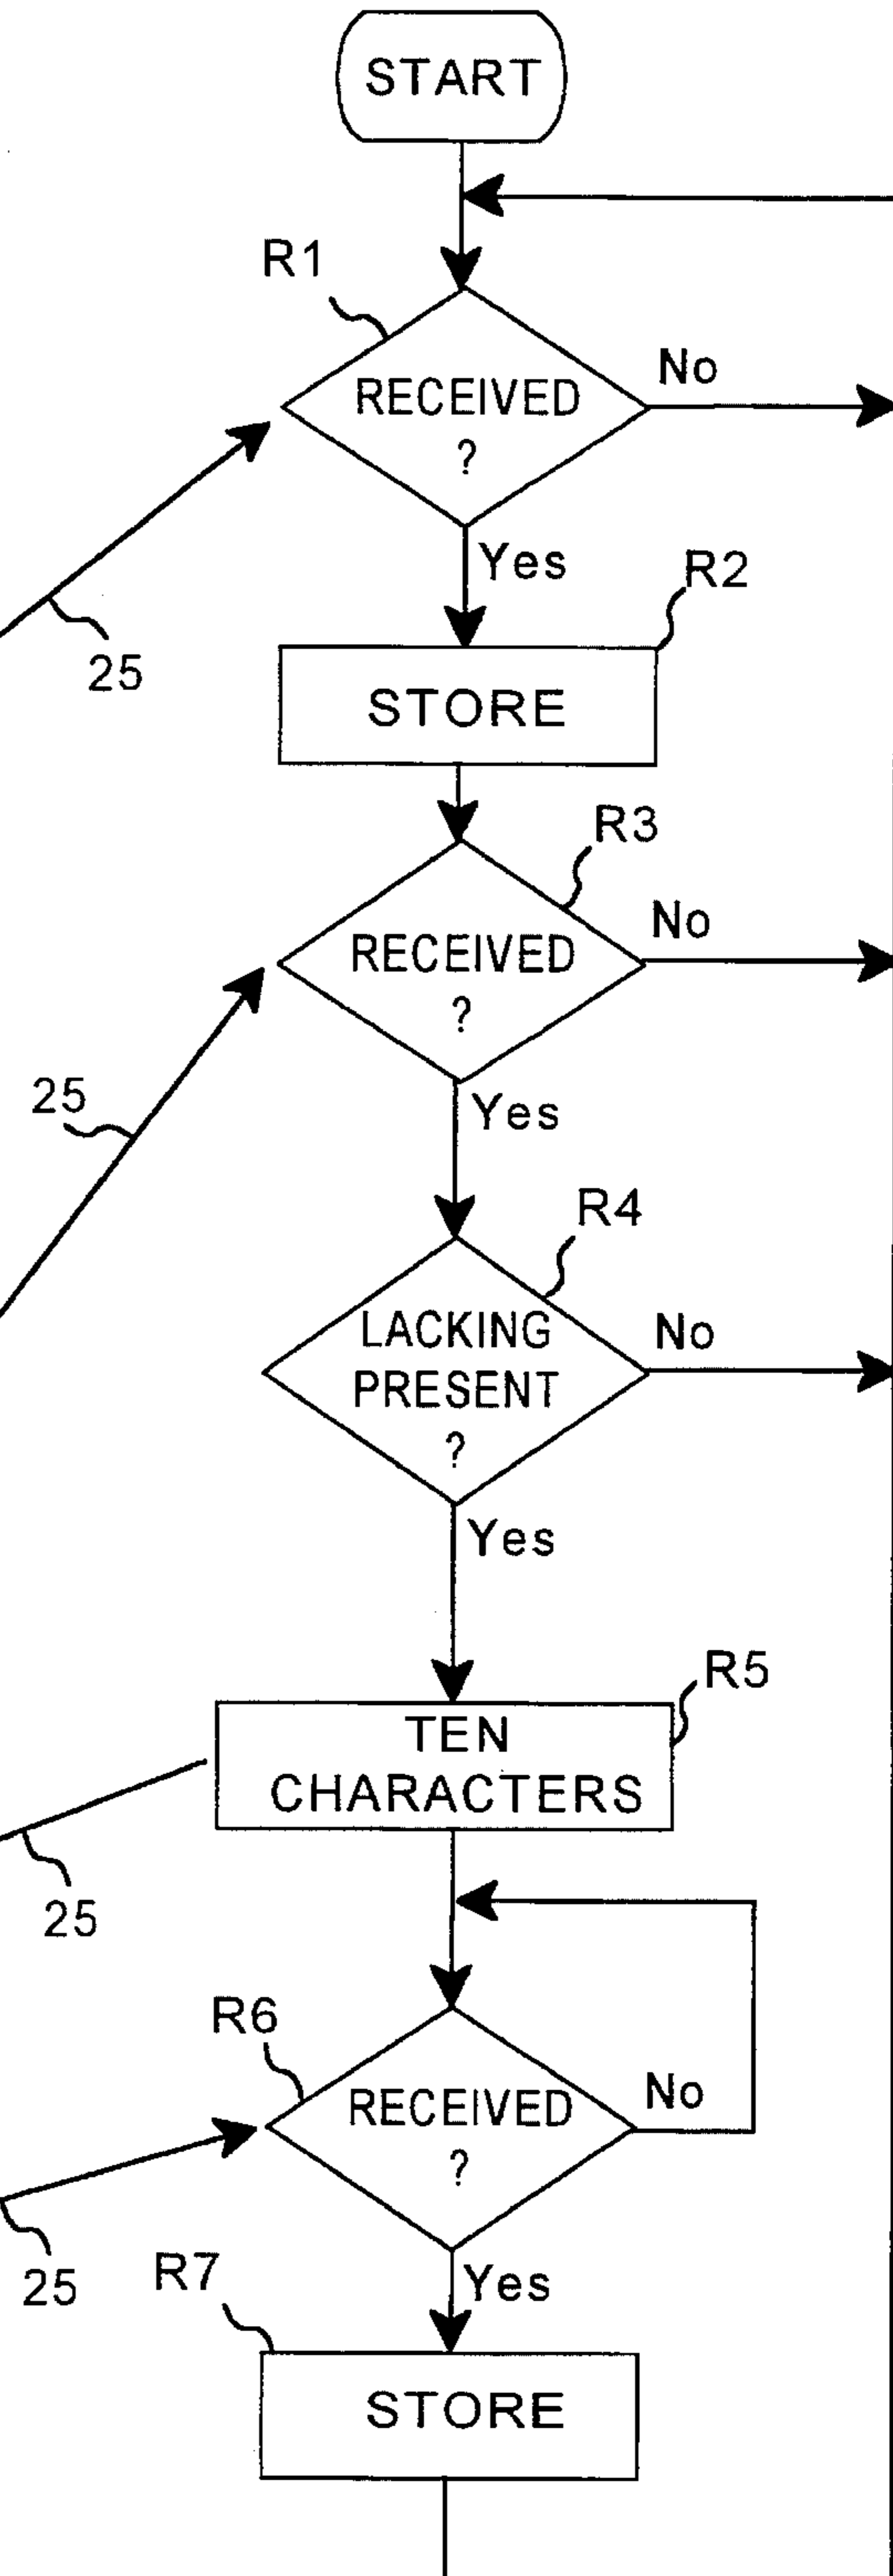 START
R1
RECEIVED
?
No
Yes
25
R2
STORE
R3
RECEIVED
?
No
25
Yes
R4
LACKING
PRESENT
?
No
Yes
R5
TEN
CHARACTERS
25
R6
RECEIVED
?
No
25
R7
Yes
STORE